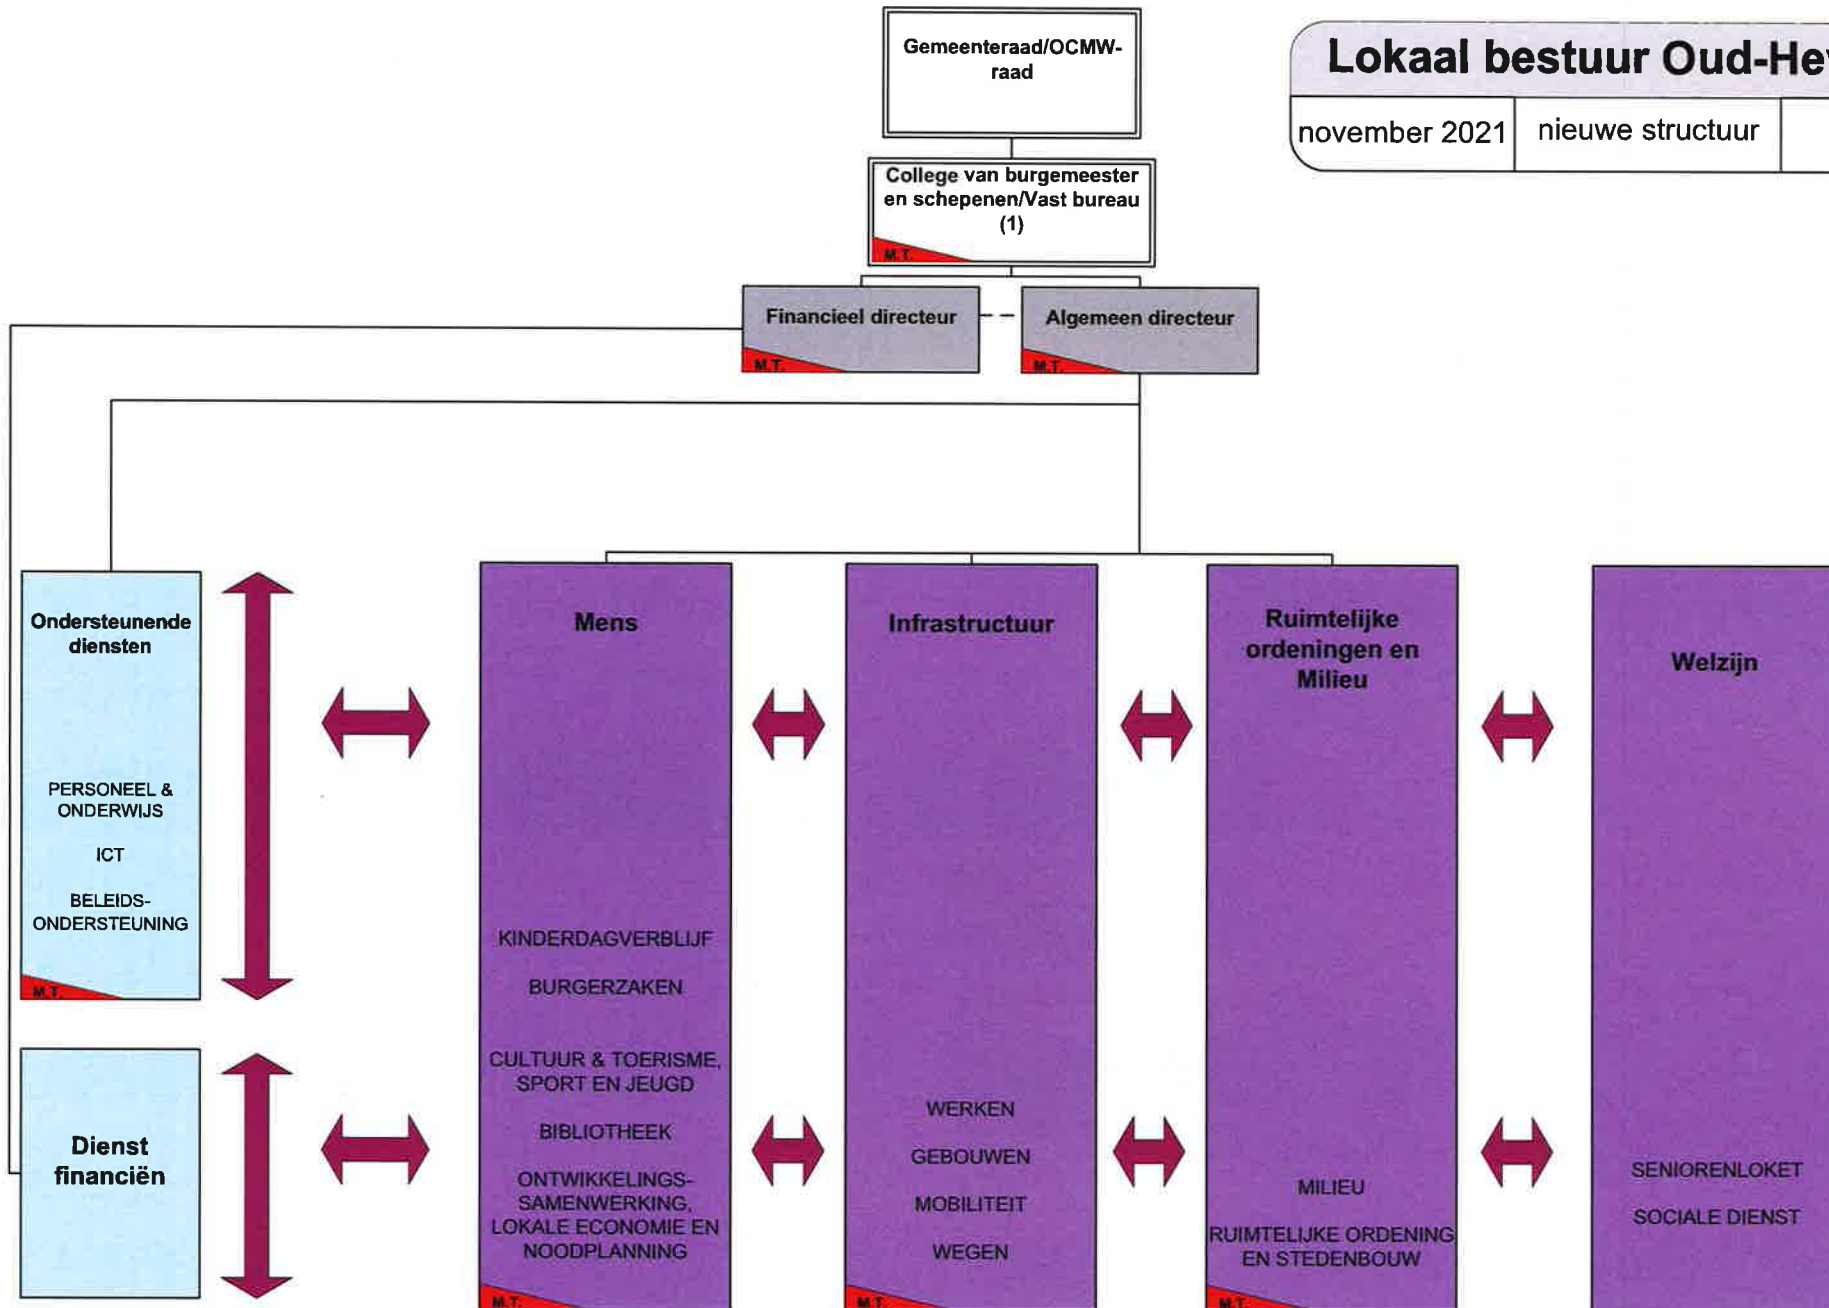 Gemeenteraad/OCMW-
raad
Lokaal bestuur Oud-He
november 2021
nieuwe structuur
College van burgemeester
en schepenen/Vast bureau
(1)
M.T.
Financieel directeur
M.T.
Algemeen directeur
M.T.
Ondersteunende
diensten
PERSONEEL &
ONDERWIJS
ICT
BELEIDS-
ONDERSTEUNING
M.T.
Dienst
financiën
Mens
KINDERDAGVERBLIJF
BURGERZAKEN
CULTUUR & TOERISME,
SPORT EN JEUGD
BIBLIOTHEEK
ONTWIKKELINGS-
SAMENWERKING,
LOKALE ECONOMIE EN
NOODPLANNING
M.T.
Infrastructuur
WERKEN
GEBOUWEN
MOBILITEIT
WEGEN
M.T.
Ruimtelijke
ordeningen en
Milieu
MILIEU
RUIMTELIJKE ORDENING
EN STEDENBOUW
M.T.
Welzijn
SENIORENLOKET
SOCIALE DIENST